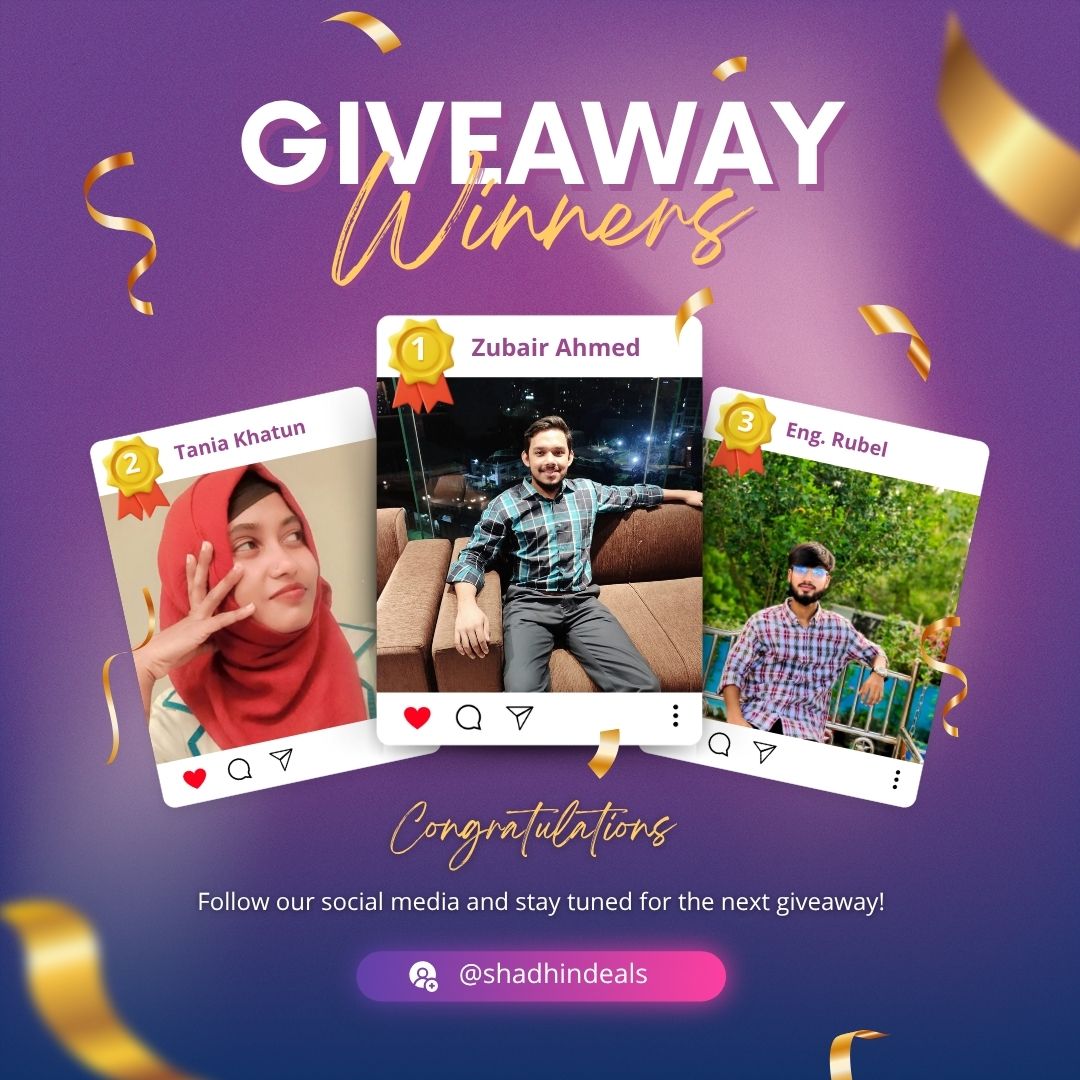 GIVEAWAY
Winners
1
Zubair Ahmed
2
Tania Khatun
3
Eng. Rubel
Congratulations
Follow our social media and stay tuned for the next giveaway!
@shadhindeals